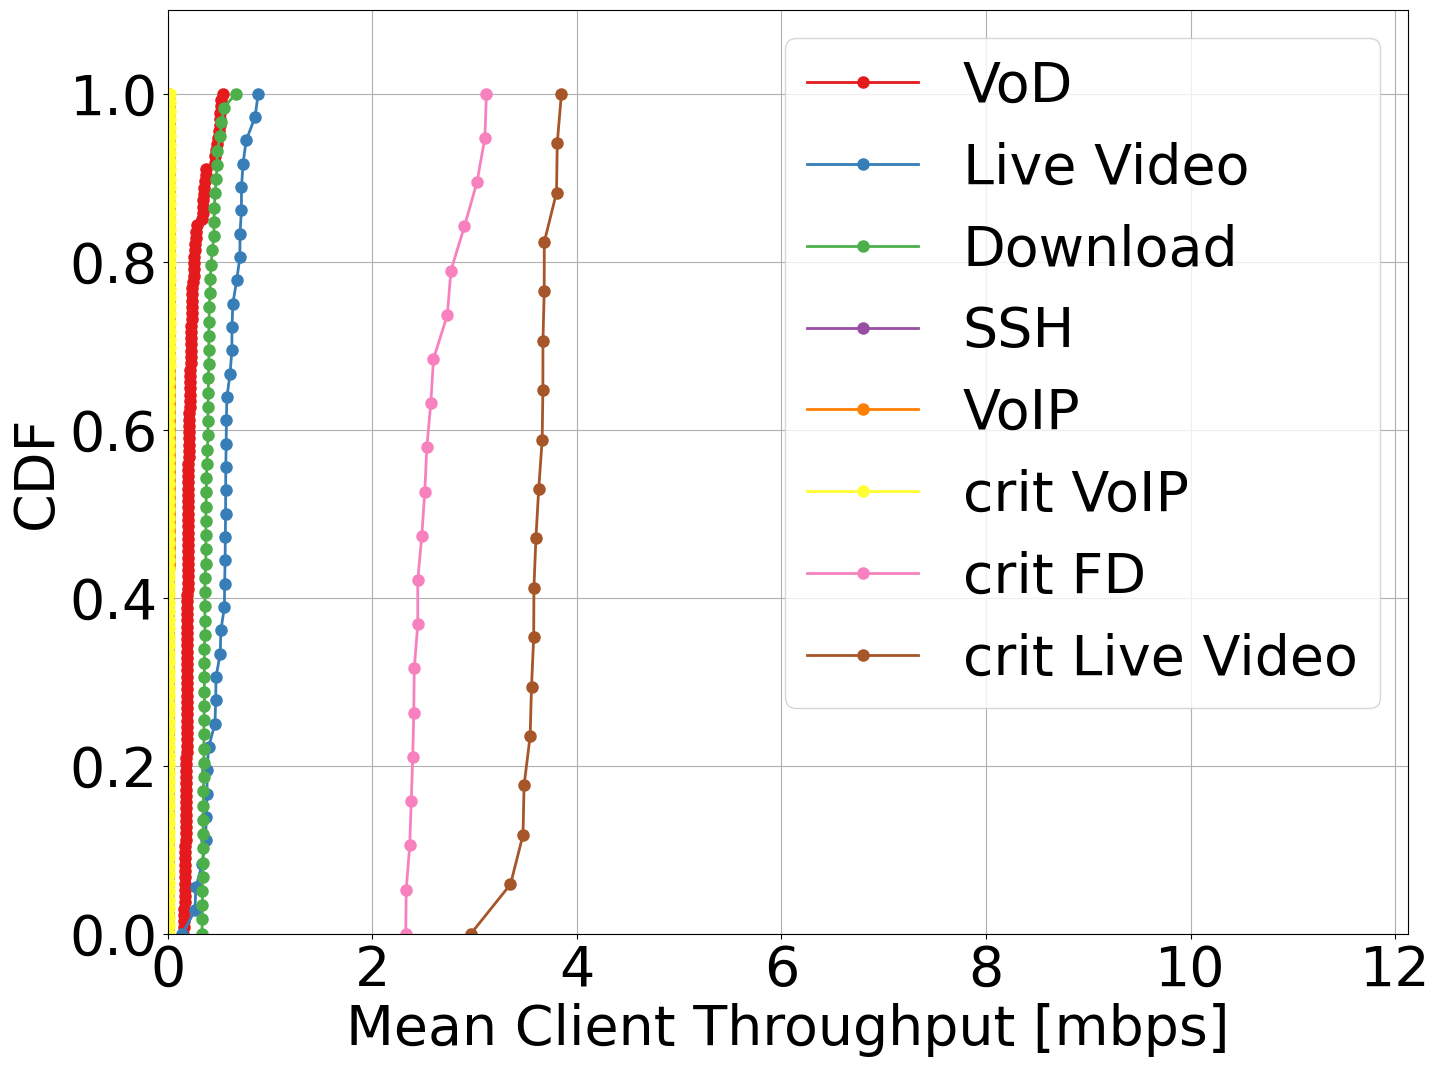 1.0
0.8
0.6
0.4
0.2
0.0
CDF
0 2 4 6 8 10 12
Mean Client Throughput [mbps]
VoD
Live Video
Download
SSH
VoIP
crit VoIP
crit FD
crit Live Video